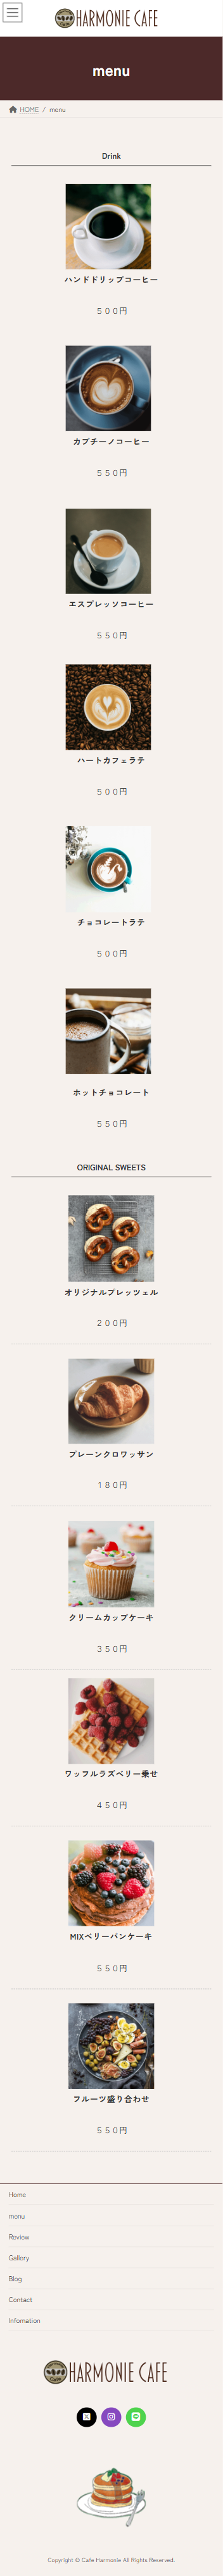 HARMONIE CAFE
menu
HOME / menu
Drink
ハンドドリップコーヒー
５００円
カプチーノコーヒー
５５０円
エスプレッソコーヒー
５５０円
ハートカフェラテ
５００円
チョコレートラテ
５００円
ホットチョコレート
５５０円
ORIGINAL SWEETS
オリジナルプレッツェル
２００円
プレーンクロワッサン
１８０円
クリームカップケーキ
３５０円
ワッフルラズベリー乗せ
４５０円
MIXベリーパンケーキ
５５０円
フルーツ盛り合わせ
５５０円
Home
menu
Review
Gallery
Blog
Contact
Infomation
HARMONIE CAFE
Copyright © Cafe Harmonie All Rights Reserved.